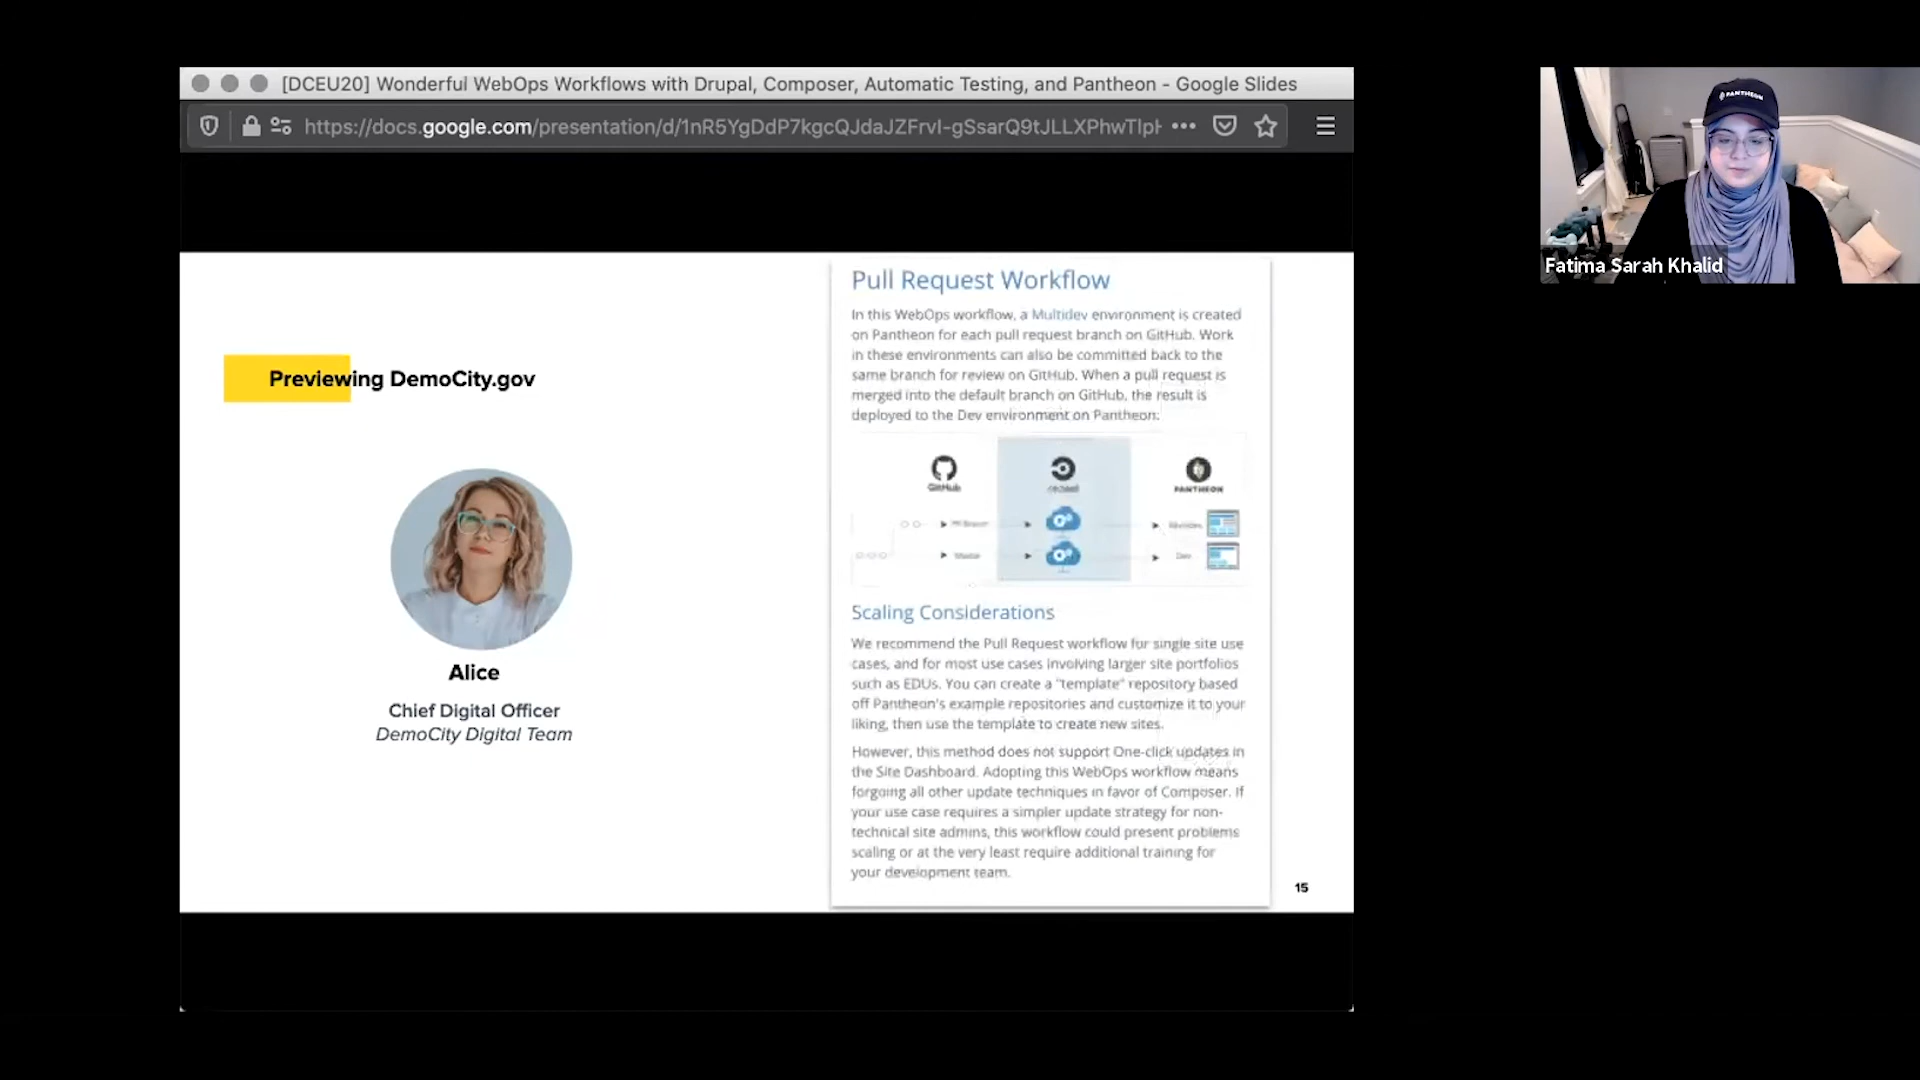 [DCEU20] Wonderful WebOps Workflows with Drupal, Composer, Automatic Testing, and Pantheon - Google Slides
https://docs.google.com/presentation/d/1nR5YgDdP7kgcQJdaJZFrvI-gSsarQ9tJLLXPhwTlpH
PANTHEON
Fatima Sarah Khalid
Previewing DemoCity.gov
Alice
Chief Digital Officer
DemoCity Digital Team
Pull Request Workflow
In this WebOps workflow, a Multidev environment is created
on Pantheon for each pull request branch on GitHub. Work
in these environments can also be committed back to the
same branch for review on GitHub. When a pull request is
merged into the default branch on GitHub, the result is
deployed to the Dev environment on Pantheon:
GitHub
circleci
PANTHEON
PR Branch
Multidev
Master
Dev
Scaling Considerations
We recommend the Pull Request workflow for single site use
cases, and for most use cases involving larger site portfolios
such as EDUs. You can create a "template" repository based
off Pantheon's example repositories and customize it to your
liking, then use the template to create new sites.
However, this method does not support One-click updates in
the Site Dashboard. Adopting this WebOps workflow means
forgoing all other update techniques in favor of Composer. If
your use case requires a simpler update strategy for non-
technical site admins, this workflow could present problems
scaling or at the very least require additional training for
your development team.
15